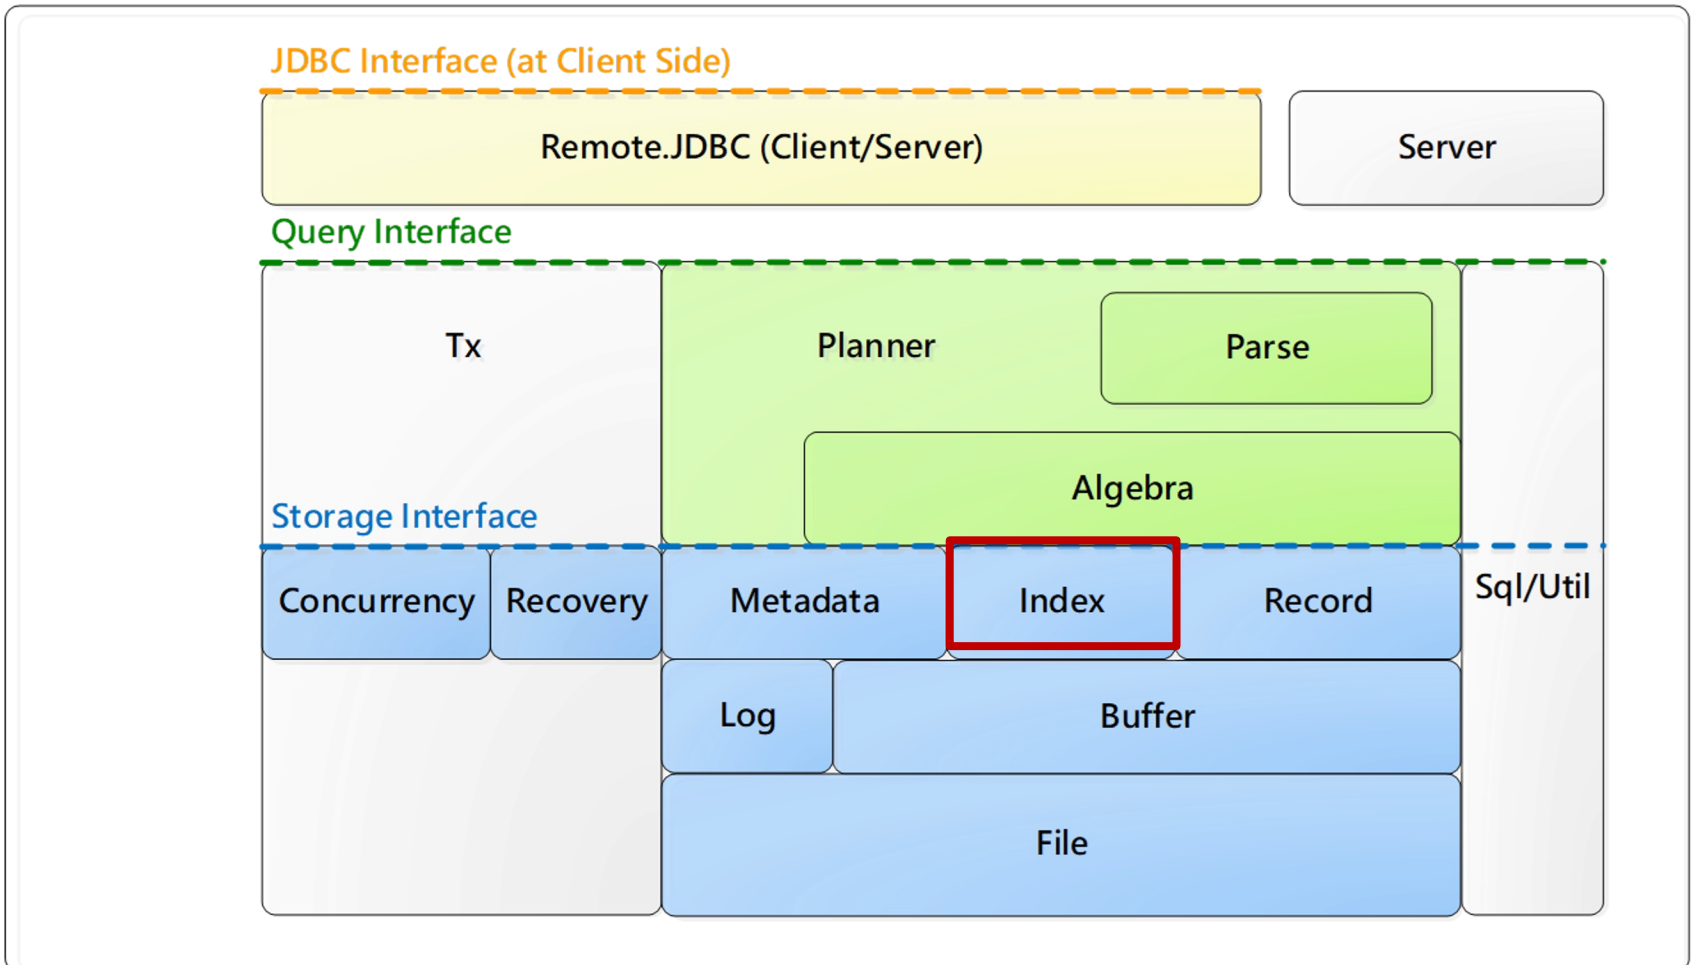 JDBC Interface (at Client Side)
Remote.JDBC (Client/Server)
Server
Query Interface
Tx
Planner
Parse
Algebra
Storage Interface
Concurrency
Recovery
Metadata
Index
Record
Sql/Util
Log
Buffer
File